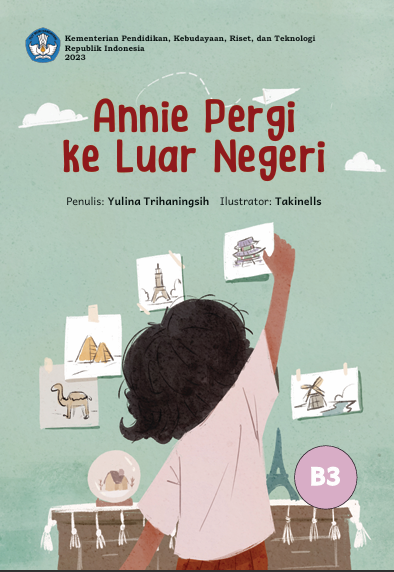 Kementerian Pendidikan, Kebudayaan, Riset, dan Teknologi
Republik Indonesia
2023
Annie Pergi
ke Luar Negeri
Penulis: Yulina Trihaningsih Ilustrator: Takinells
B3